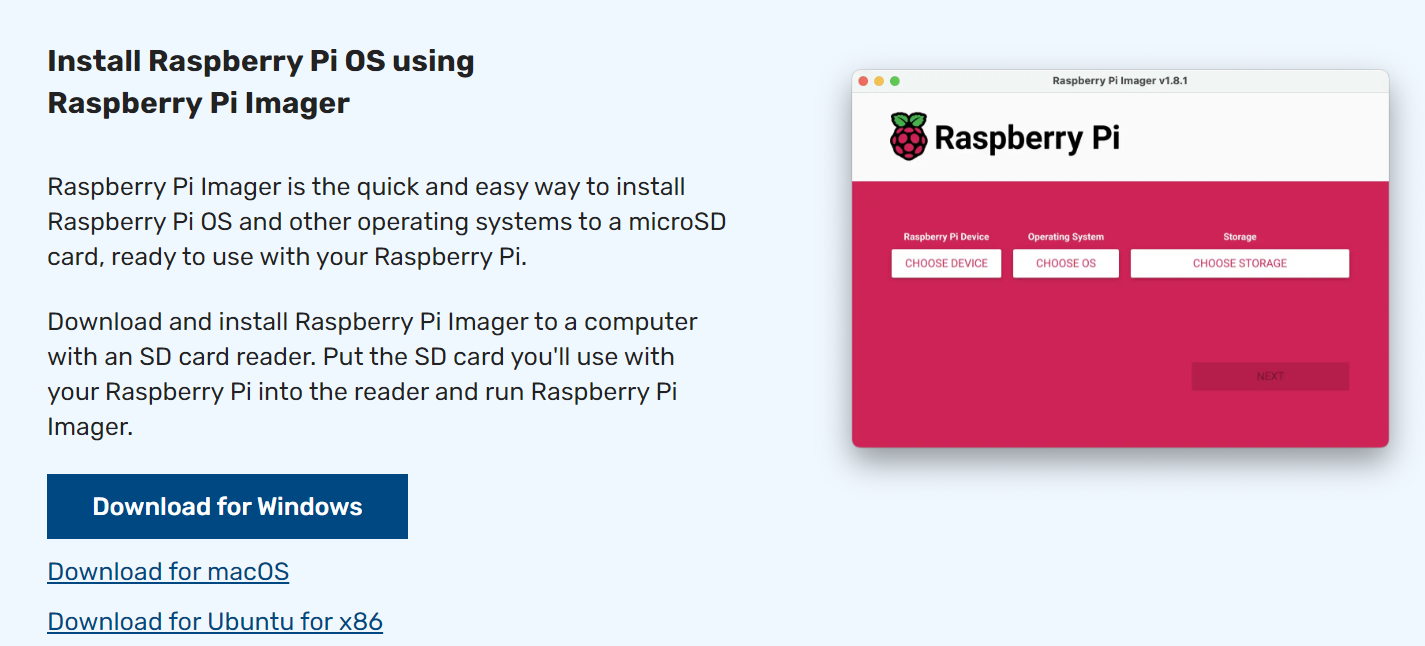 Install Raspberry Pi OS using
Raspberry Pi Imager
Raspberry Pi Imager is the quick and easy way to install
Raspberry Pi OS and other operating systems to a microSD
card, ready to use with your Raspberry Pi.
Download and install Raspberry Pi Imager to a computer
with an SD card reader. Put the SD card you'll use with
your Raspberry Pi into the reader and run Raspberry Pi
Imager.
Download for Windows
Download for macOS
Download for Ubuntu for x86
Raspberry Pi Imager v1.8.1
Raspberry Pi
Raspberry Pi Device Operating System Storage
CHOOSE DEVICE CHOOSE OS CHOOSE STORAGE
NEXT